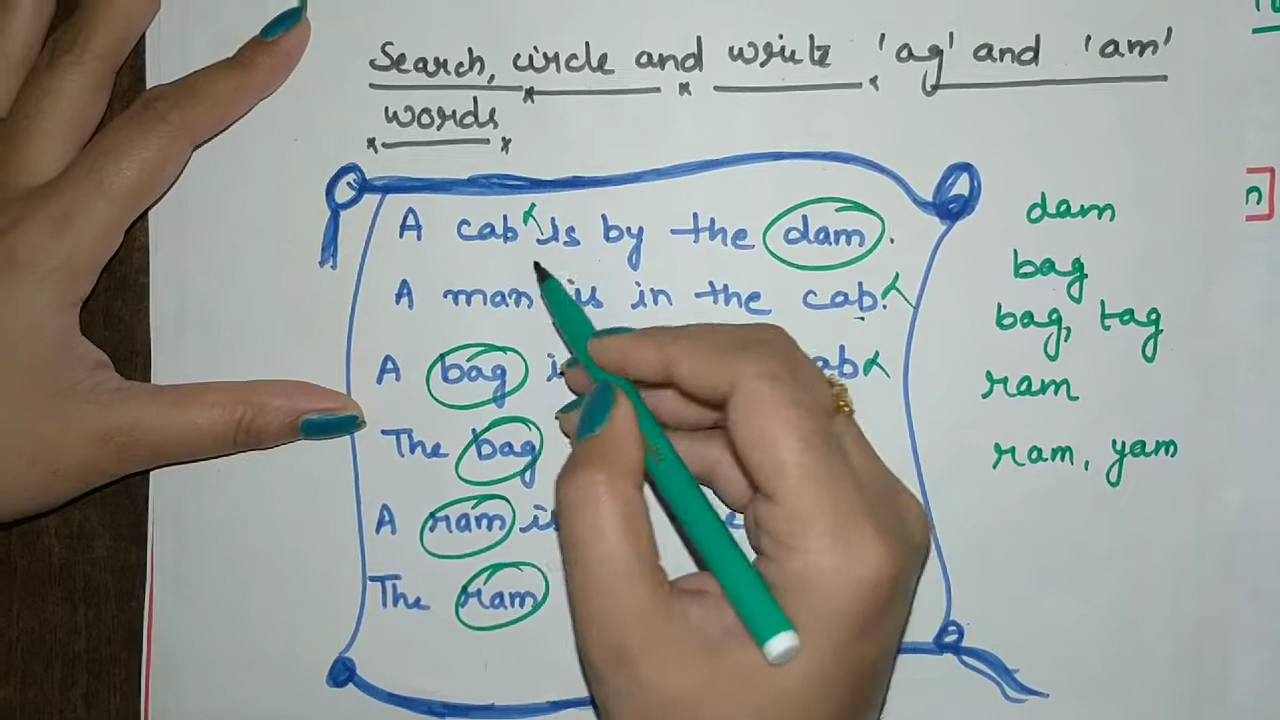 Search, circle and write 'ag' and 'am'
words
A cab is by the dam.
A man is in the cab.
A bag
The bag
A ram is
The ram
dam
bag
bag, tag
ram
ram, yam